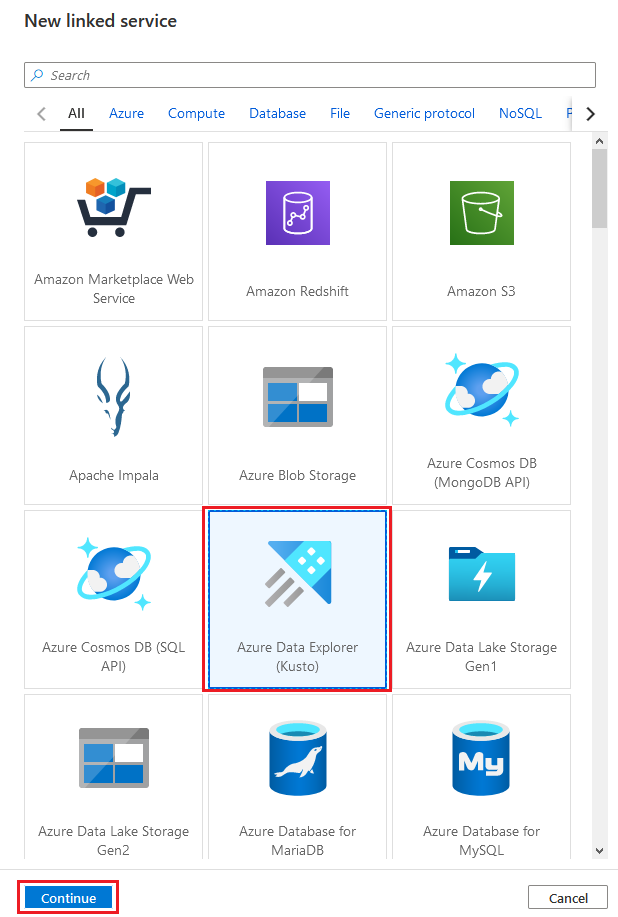 New linked service
Search
All Azure Compute Database File Generic protocol NoSQL
Amazon Marketplace Web
Service
Amazon Redshift
Amazon S3
Apache Impala
Azure Blob Storage
Azure Cosmos DB
(MongoDB API)
Azure Cosmos DB (SQL
API)
Azure Data Explorer
(Kusto)
Azure Data Lake Storage
Gen1
Azure Data Lake Storage
Gen2
Azure Database for
MariaDB
My
Azure Database for
MySQL
Continue
Cancel